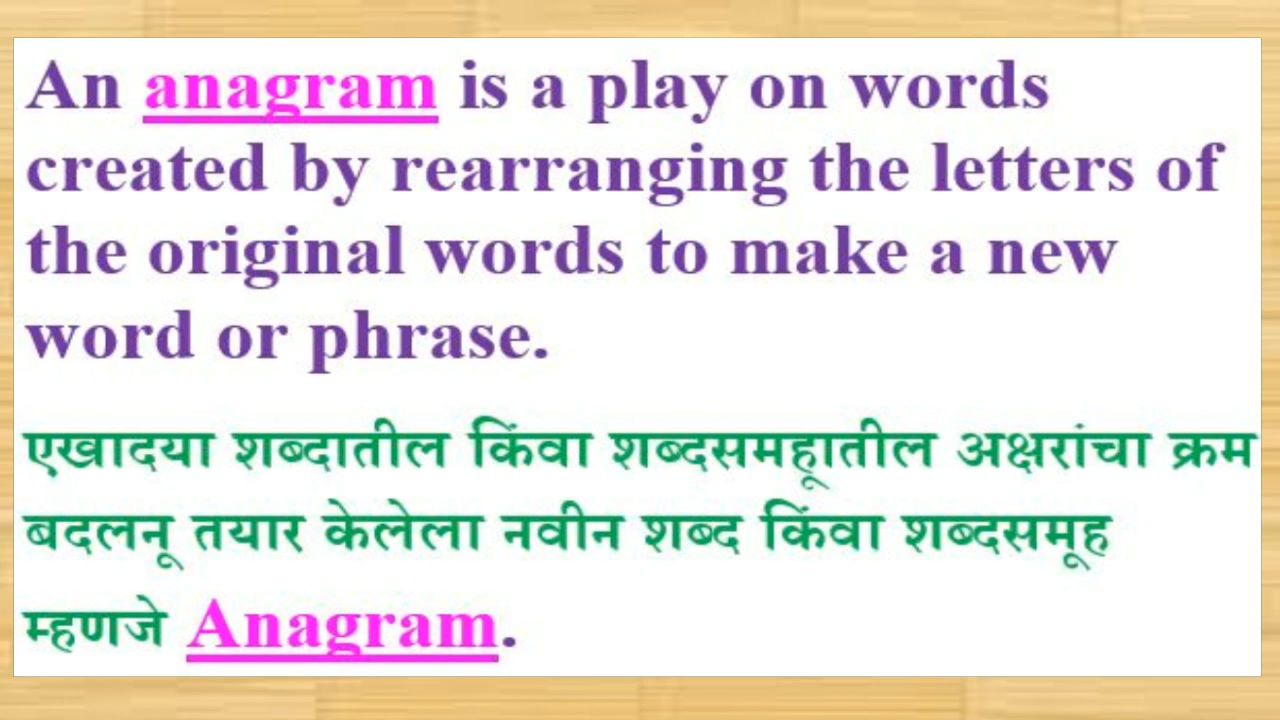 An anagram is a play on words
created by rearranging the letters of
the original words to make a new
word or phrase.
एखादया शब्दातील किंवा शब्दसमहूातील अक्षरांचा क्रम
बदलनू तयार केलेला नवीन शब्द किंवा शब्दसमूह
म्हणजे Anagram.